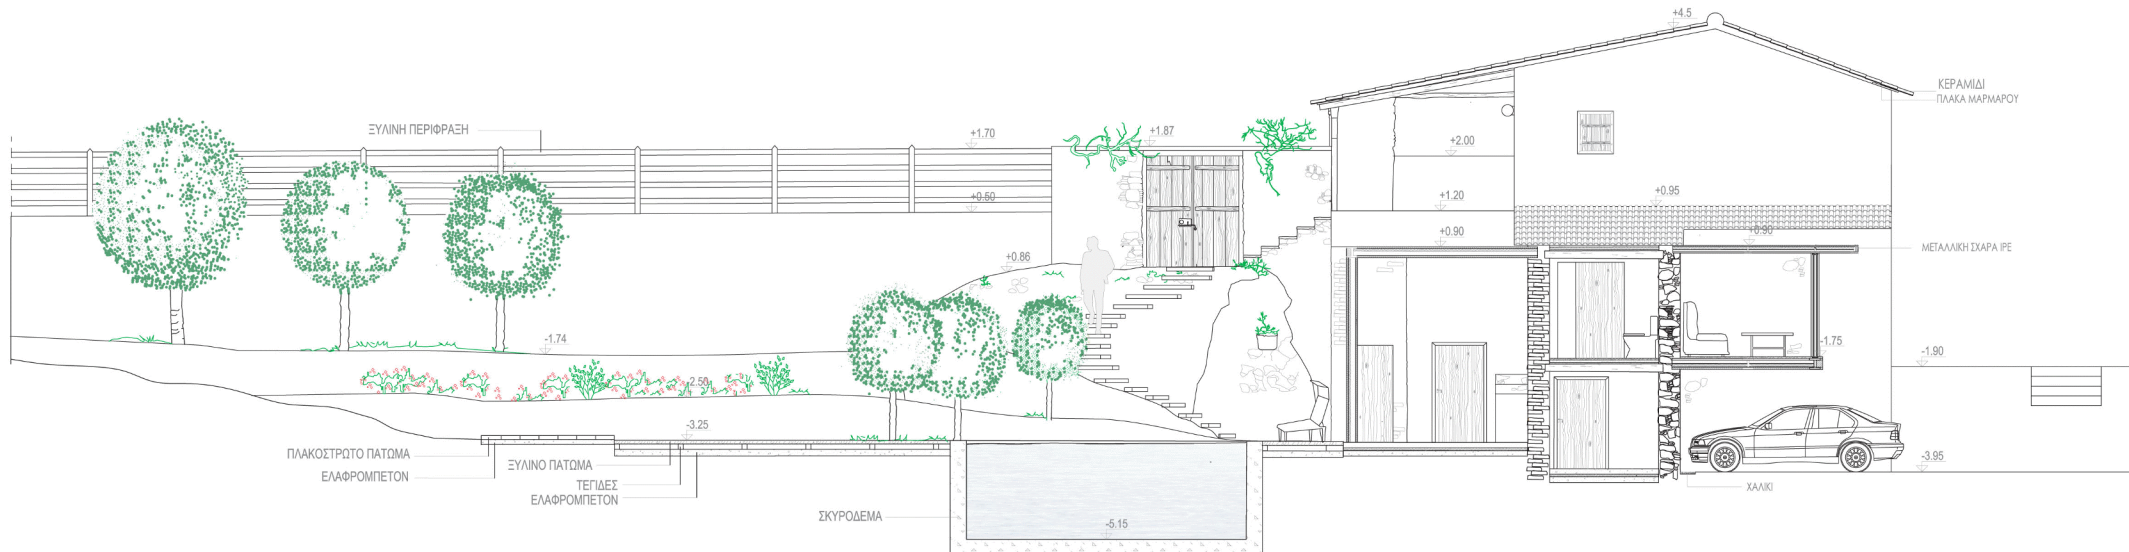 +4.5
ΚΕΡΑΜΙΔΙ
ΠΛΑΚΑ ΜΑΡΜΑΡΟΥ
ΞΥΛΙΝΗ ΠΕΡΙΦΡΑΞΗ
+1.70
+1.87
+2.00
+0.50
+1.20
+0.95
+0.90
+0.90
ΜΕΤΑΛΛΙΚΗ ΣΧΑΡΑ IPE
+0.86
-1.74
-1.75
-1.90
-2.50
-3.25
ΠΛΑΚΟΣΤΡΩΤΟ ΠΑΤΩΜΑ
ΞΥΛΙΝΟ ΠΑΤΩΜΑ
ΕΛΑΦΡΟΜΠΕΤΟΝ
ΤΕΓΙΔΕΣ
ΕΛΑΦΡΟΜΠΕΤΟΝ
-3.95
ΧΑΛΙΚΙ
ΣΚΥΡΟΔΕΜΑ
-5.15